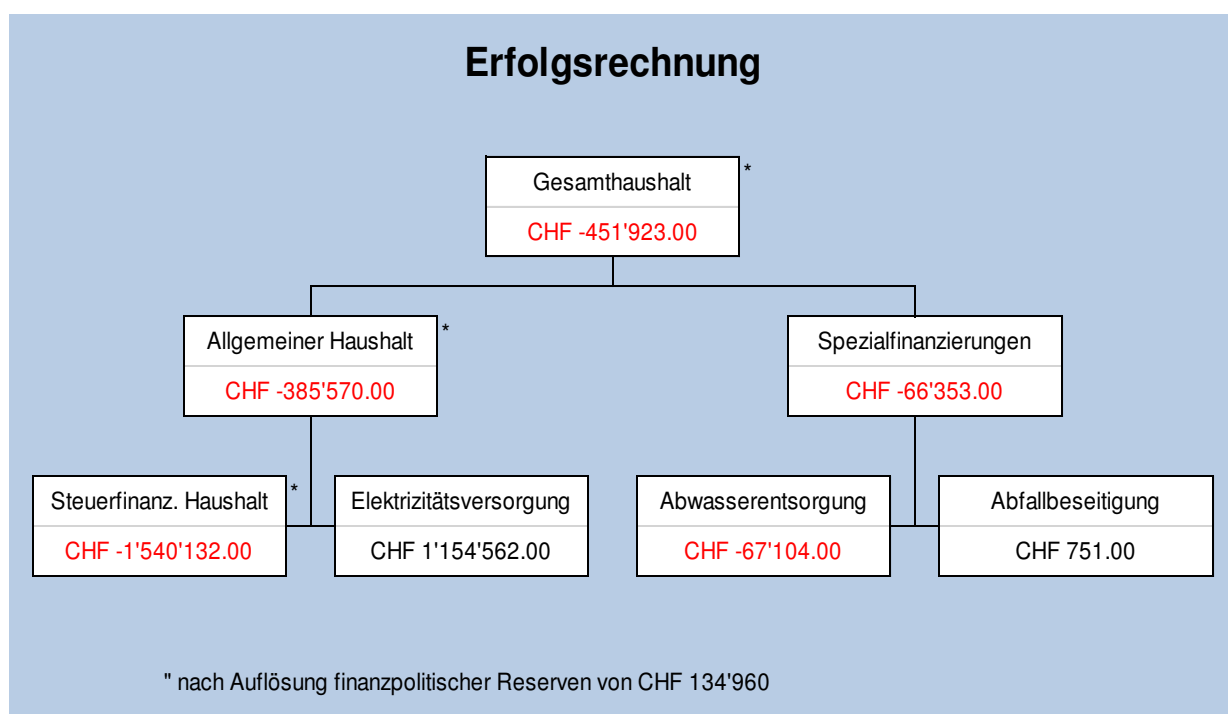 Erfolgsrechnung
Gesamthaushalt *
CHF -451'923.00
Allgemeiner Haushalt *
CHF -385'570.00
Spezialfinanzierungen
CHF -66'353.00
Steuerfinanz. Haushalt *
CHF -1'540'132.00
Elektrizitätsversorgung
CHF 1'154'562.00
Abwasserentsorgung
CHF -67'104.00
Abfallbeseitigung
CHF 751.00
" nach Auflösung finanzpolitischer Reserven von CHF 134'960